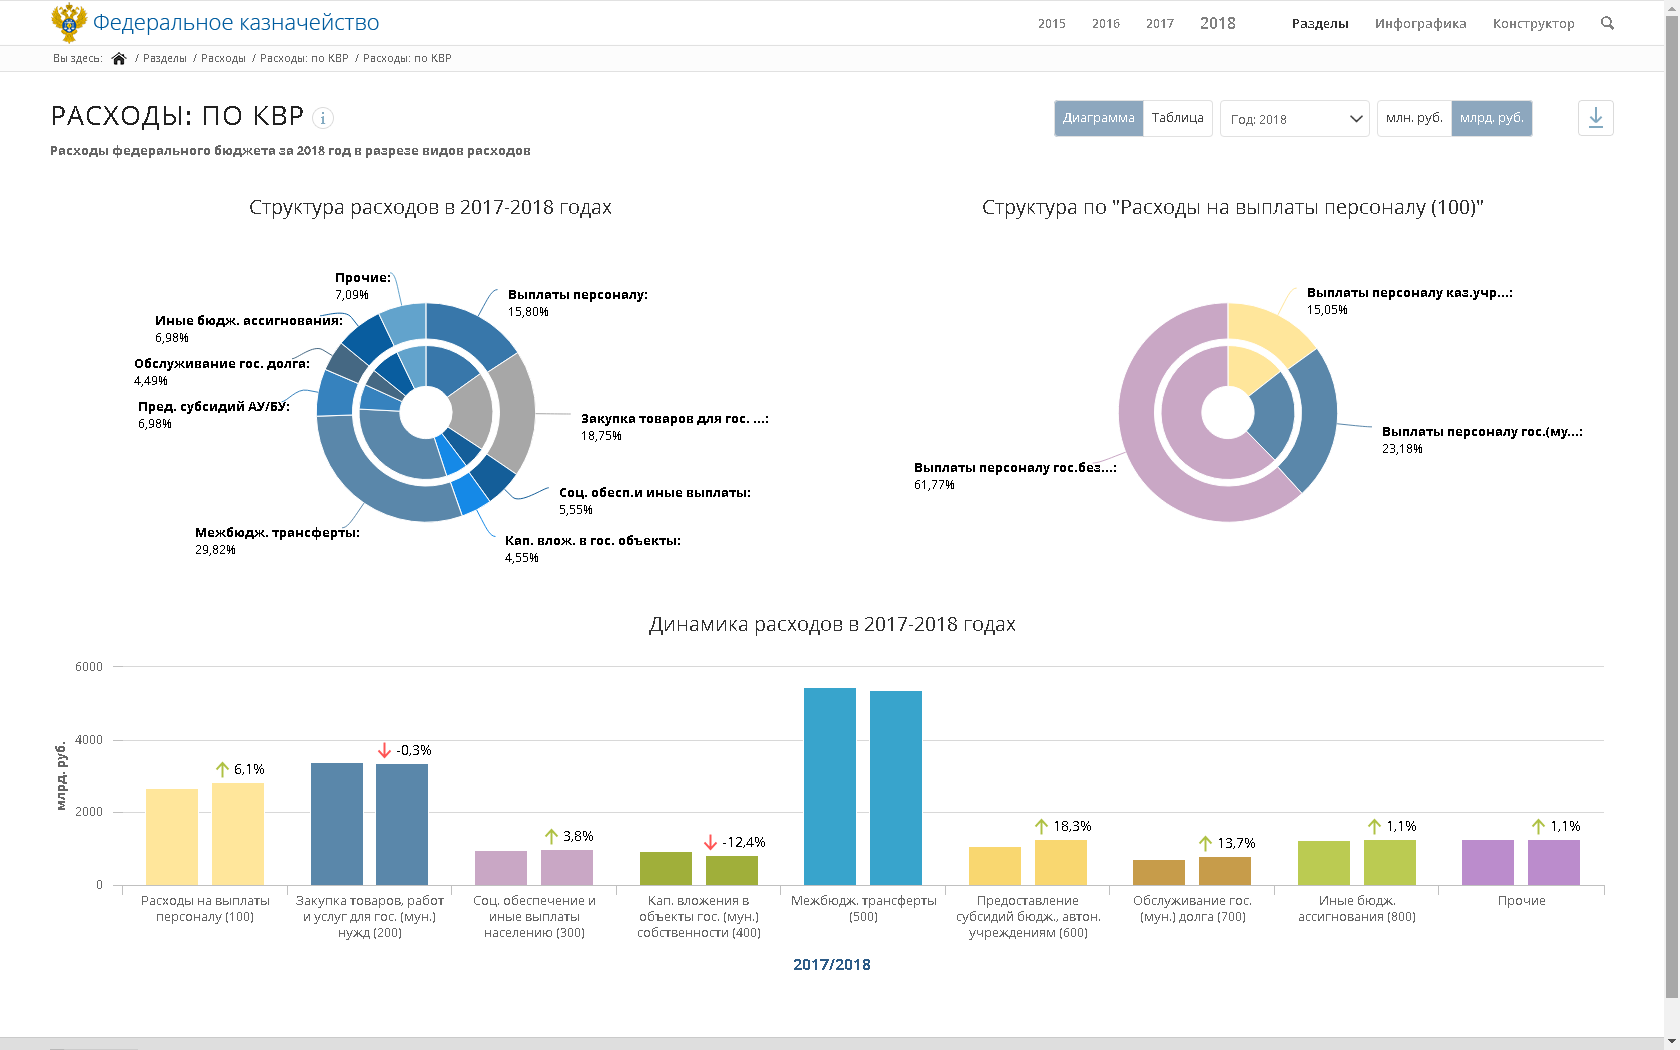 Федеральное казначейство
2015 2016 2017 2018 Разделы Инфографика Конструктор
Вы здесь: / Разделы / Расходы / Расходы: по КВР / Расходы: по КВР
РАСХОДЫ: ПО КВР i
Диаграмма Таблица Год: 2018 млн. руб. млрд. руб.
Расходы федерального бюджета за 2018 год в разрезе видов расходов
Структура расходов в 2017-2018 годах
Прочие:
7,09%
Выплаты персоналу:
15,80%
Иные бюдж. ассигнования:
6,98%
Обслуживание гос. долга:
4,49%
Пред. субсидий АУ/БУ:
6,98%
Закупка товаров для гос. ...:
18,75%
Соц. обесп.и иные выплаты:
5,55%
Межбюдж. трансферты:
29,82%
Кап. влож. в гос. объекты:
4,55%
Структура по "Расходы на выплаты персоналу (100)"
Выплаты персоналу каз.учр...:
15,05%
Выплаты персоналу гос.(му...:
23,18%
Выплаты персоналу гос.без...:
61,77%
Динамика расходов в 2017-2018 годах
млрд. руб.
6000
4000
2000
0
6,1%
-0,3%
3,8%
-12,4%
18,3%
13,7%
1,1%
1,1%
Расходы на выплаты
персоналу (100)
Закупка товаров, работ
и услуг для гос. (мун.)
нужд (200)
Соц. обеспечение и
иные выплаты
населению (300)
Кап. вложения в
объекты гос. (мун.)
собственности (400)
Межбюдж. трансферты
(500)
Предоставление
субсидий бюдж., автон.
учреждениям (600)
Обслуживание гос.
(мун.) долга (700)
Иные бюдж.
ассигнования (800)
Прочие
2017/2018